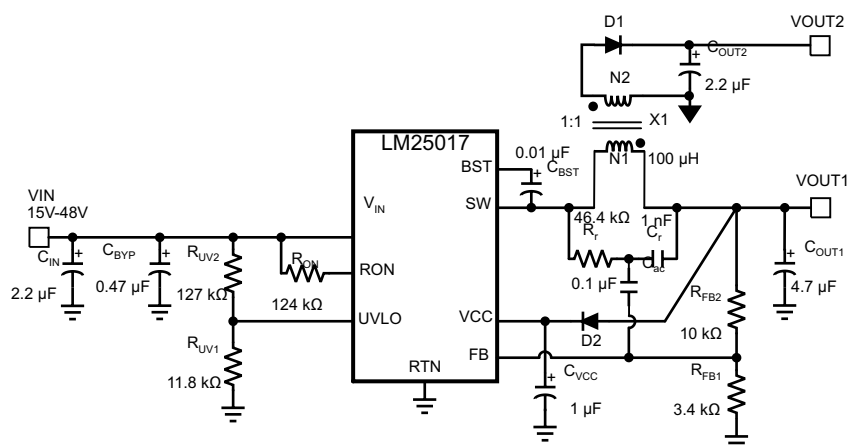 D1
VOUT2
COUT2
+
2.2 µF
N2
1:1
X1
N1
100 µH
LM25017
BST
0.01 µF
+
CBST
SW
VIN
RON
UVLO
VCC
FB
RTN
VIN
15V-48V
CIN
+
2.2 µF
CBYP
+
0.47 µF
RUV2
127 kΩ
RUV1
11.8 kΩ
RON
124 kΩ
46.4 kΩ
Rr
1 nF
Cr
Cac
0.1 µF
D2
+
CVCC
1 µF
VOUT1
+
COUT1
4.7 µF
RFB2
10 kΩ
RFB1
3.4 kΩ